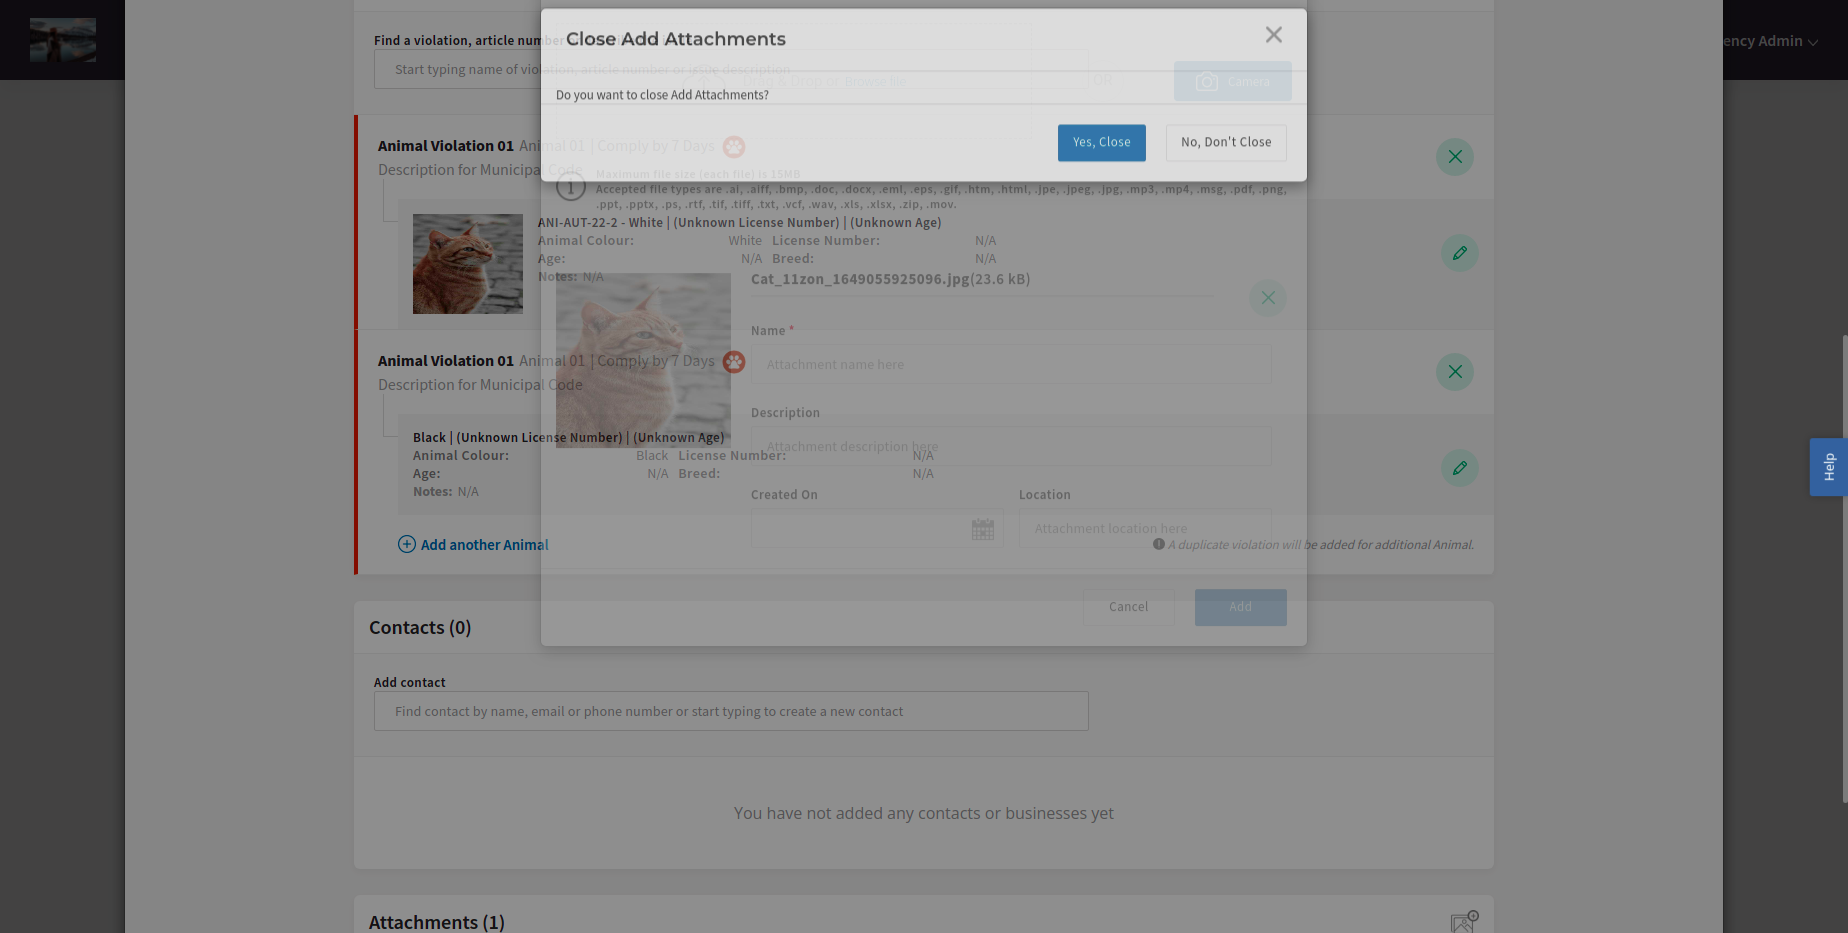 ency Admin
Close Add Attachments
Find a violation, article number
Start typing name of violation, article number or issue description
Drag & Drop or Browse file
OR
Camera
Do you want to close Add Attachments?
Yes, Close
No, Don't Close
Animal Violation 01 Animal 01 | Comply by 7 Days
Description for Municipal Code
Maximum file size (each file) is 15MB
Accepted file types are .ai, .aiff, .bmp, .doc, .docx, .eml, .eps, .gif, .htm, .html, .jpe, .jpeg, .jpg, .mp3, .mp4, .msg, .pdf, .png,
.ppt, .pptx, .ps, .rtf, .tif, .tiff, .txt, .vcf, .wav, .xls, .xlsx, .zip, .mov.
ANI-AUT-22-2 - White | (Unknown License Number) | (Unknown Age)
Animal Colour: White License Number: N/A
Age: N/A Breed: N/A
Notes: N/A
Cat_11zon_1649055925096.jpg(23.6 kB)
Name *
Attachment name here
Animal Violation 01 Animal 01 | Comply by 7 Days
Description for Municipal Code
Description
Attachment description here
Black | (Unknown License Number) | (Unknown Age)
Animal Colour: Black License Number: N/A
Age: N/A Breed: N/A
Notes: N/A
Created On
Location
Attachment location here
Add another Animal
A duplicate violation will be added for additional Animal.
Cancel
Add
Help
Contacts (0)
Add contact
Find contact by name, email or phone number or start typing to create a new contact
You have not added any contacts or businesses yet
Attachments (1)